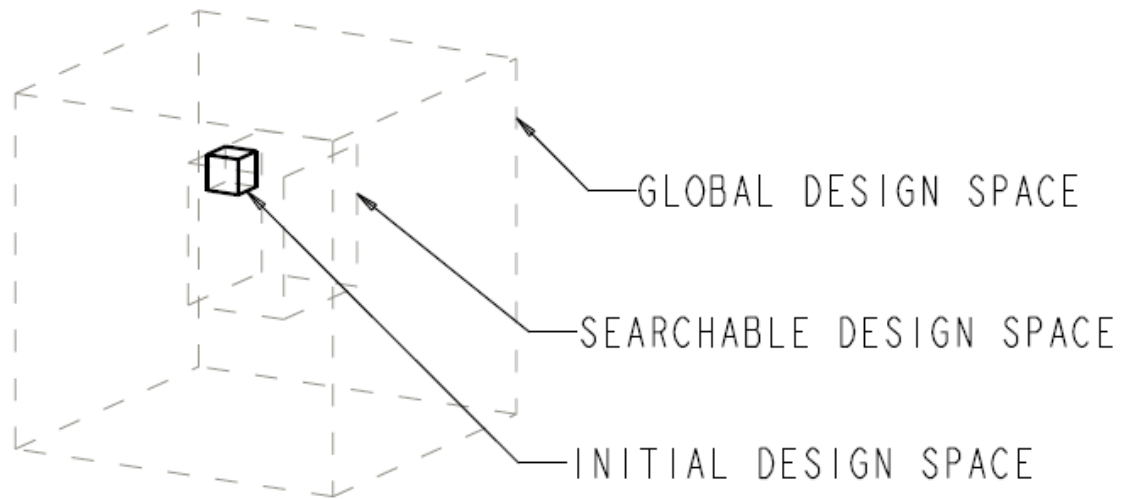 GLOBAL DESIGN SPACE
SEARCHABLE DESIGN SPACE
INITIAL DESIGN SPACE